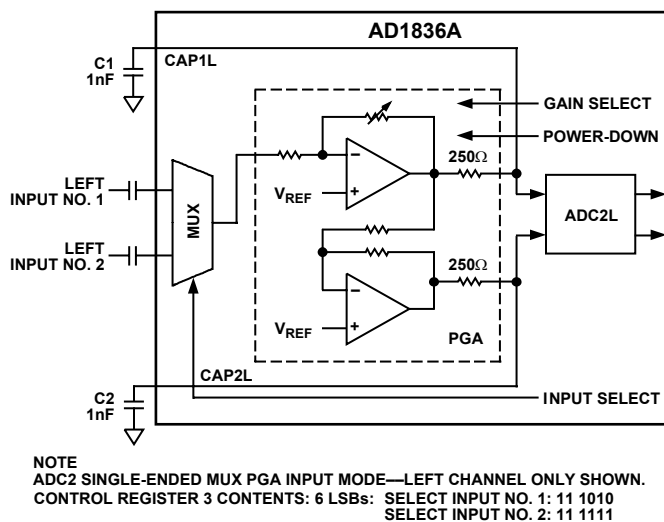 AD1836A
C1
1nF
CAP1L
GAIN SELECT
POWER-DOWN
250Ω
LEFT
INPUT NO. 1
MUX
VREF
ADC2L
LEFT
INPUT NO. 2
250Ω
VREF
PGA
CAP2L
C2
1nF
INPUT SELECT
NOTE
ADC2 SINGLE-ENDED MUX PGA INPUT MODE—LEFT CHANNEL ONLY SHOWN.
CONTROL REGISTER 3 CONTENTS: 6 LSBs: SELECT INPUT NO. 1: 11 1010
SELECT INPUT NO. 2: 11 1111